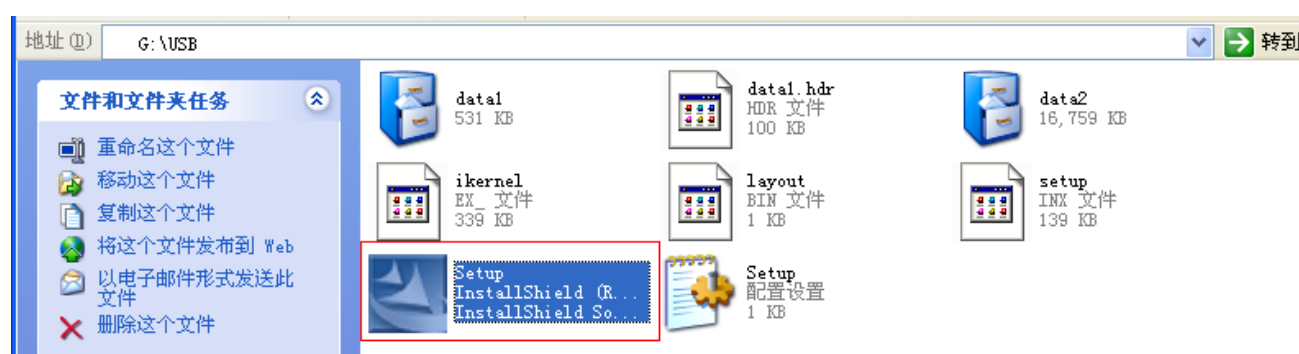 地址(D) G:\USB 转到
文件和文件夹任务
重命名这个文件
移动这个文件
复制这个文件
将这个文件发布到 Web
以电子邮件形式发送此
文件
删除这个文件
data1
531 KB
data1.hdr
HDR 文件
100 KB
data2
16,759 KB
ikernel
EX_ 文件
339 KB
layout
BIN 文件
1 KB
setup
INX 文件
139 KB
Setup
InstallShield (R...
InstallShield So...
Setup
配置设置
1 KB